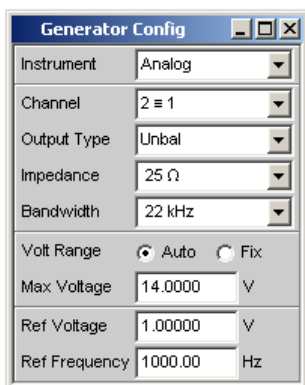 Generator Config
Instrument Analog
Channel 2 ≡ 1
Output Type Unbal
Impedance 25 Ω
Bandwidth 22 kHz
Volt Range Auto Fix
Max Voltage 14.0000 V
Ref Voltage 1.00000 V
Ref Frequency 1000.00 Hz